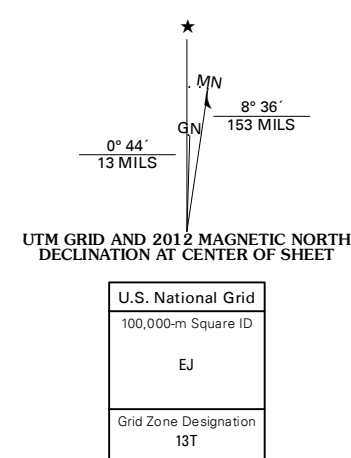 ★
MN
8° 36´
153 MILS
GN
0° 44´
13 MILS
UTM GRID AND 2012 MAGNETIC NORTH
DECLINATION AT CENTER OF SHEET
U.S. National Grid
100,000-m Square ID
EJ
Grid Zone Designation
13T